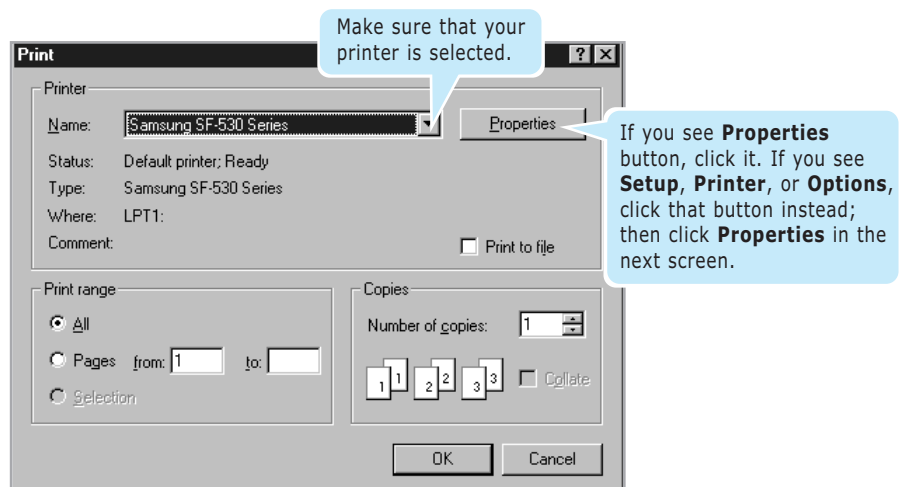 Make sure that your
printer is selected.
Print
Printer
Name: Samsung SF-530 Series Properties
Status: Default printer; Ready
Type: Samsung SF-530 Series
Where: LPT1:
Comment: Print to file
If you see Properties
button, click it. If you see
Setup, Printer, or Options,
click that button instead;
then click Properties in the
next screen.
Print range
All
Pages from: 1 to:
Selection
Copies
Number of copies: 1
1 1 2 2 3 3 Collate
OK Cancel